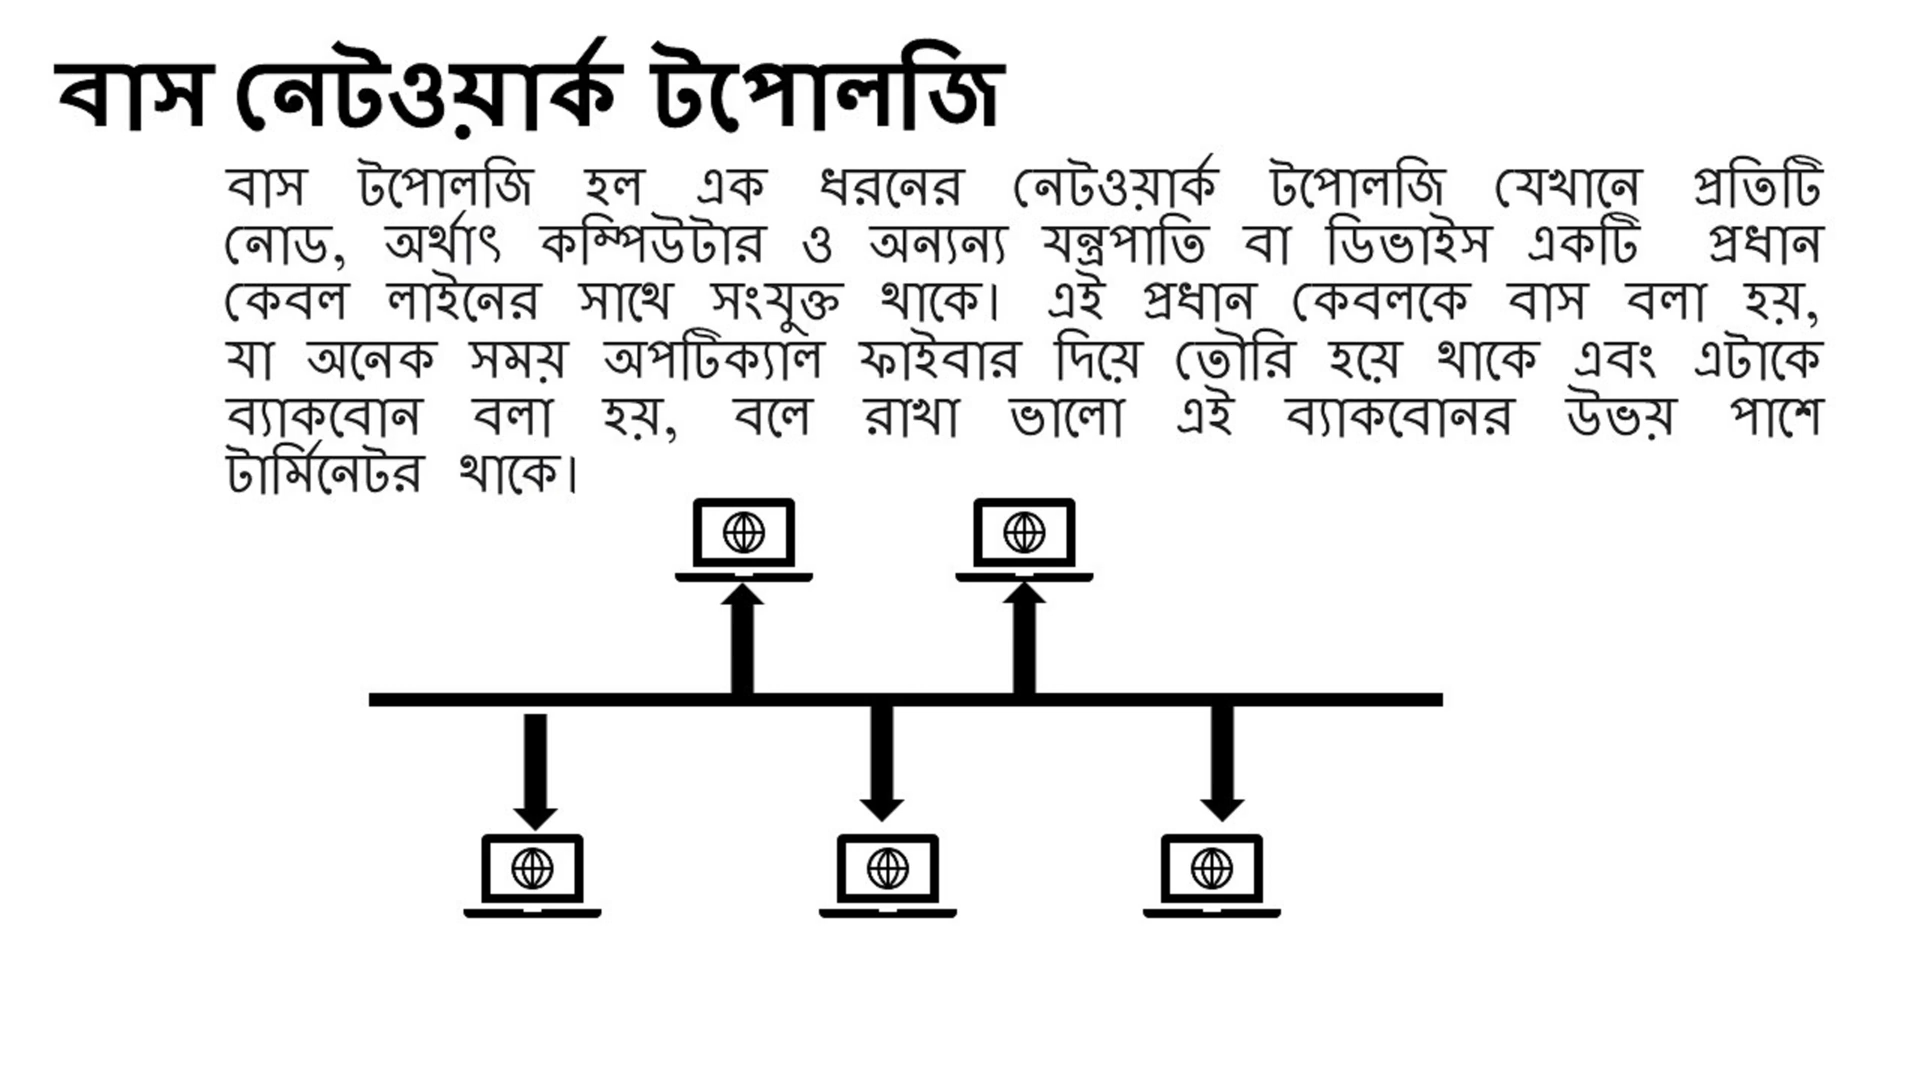 বাস নেটওয়ার্ক টপোলজি
বাস টপোলজি হল এক ধরনের নেটওয়ার্ক টপোলজি যেখানে প্রতিটি
নোড, অর্থাৎ কম্পিউটার ও অন্যন্য যন্ত্রপাতি বা ডিভাইস একটি প্রধান
কেবল লাইনের সাথে সংযুক্ত থাকে। এই প্রধান কেবলকে বাস বলা হয়,
যা অনেক সময় অপটিক্যাল ফাইবার দিয়ে তৌরি হয়ে থাকে এবং এটাকে
ব্যাকবোন বলা হয়, বলে রাখা ভালো এই ব্যাকবোনর উভয় পাশে
টার্মিনেটর থাকে।